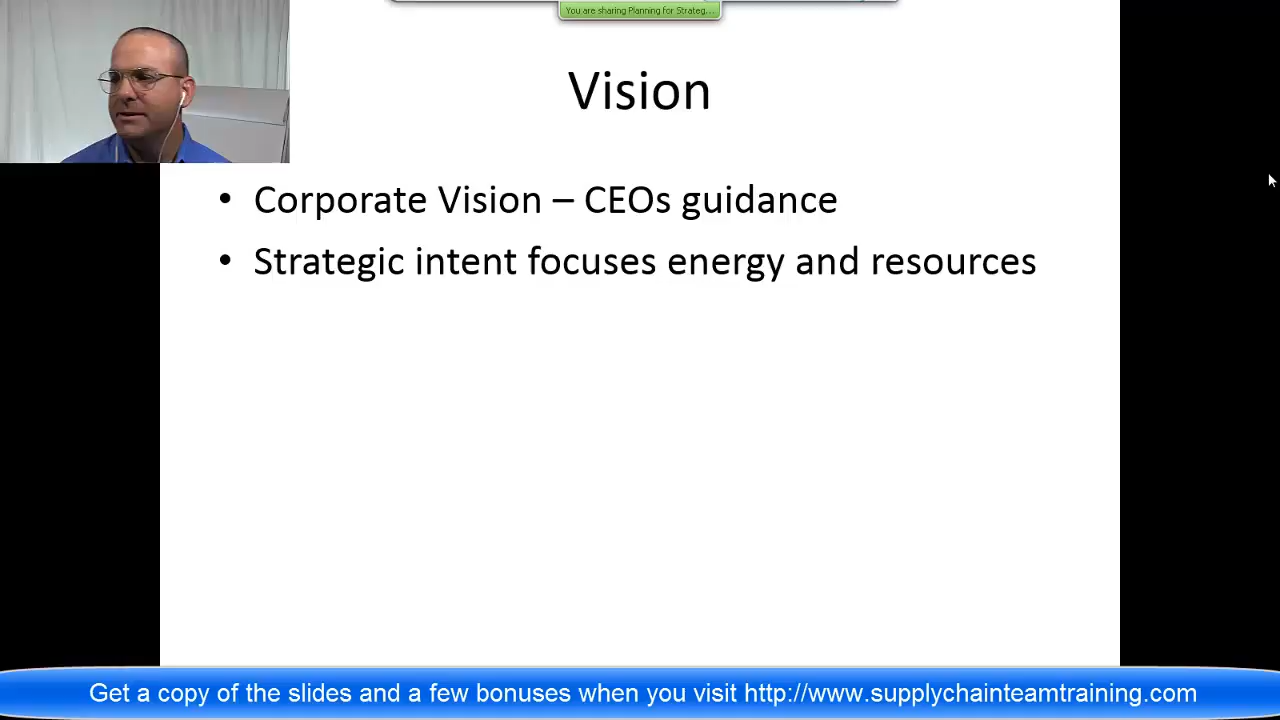 You are sharing Planning for Strateg...
Vision
• Corporate Vision – CEOs guidance
• Strategic intent focuses energy and resources
Get a copy of the slides and a few bonuses when you visit http://www.supplychainteamtraining.com